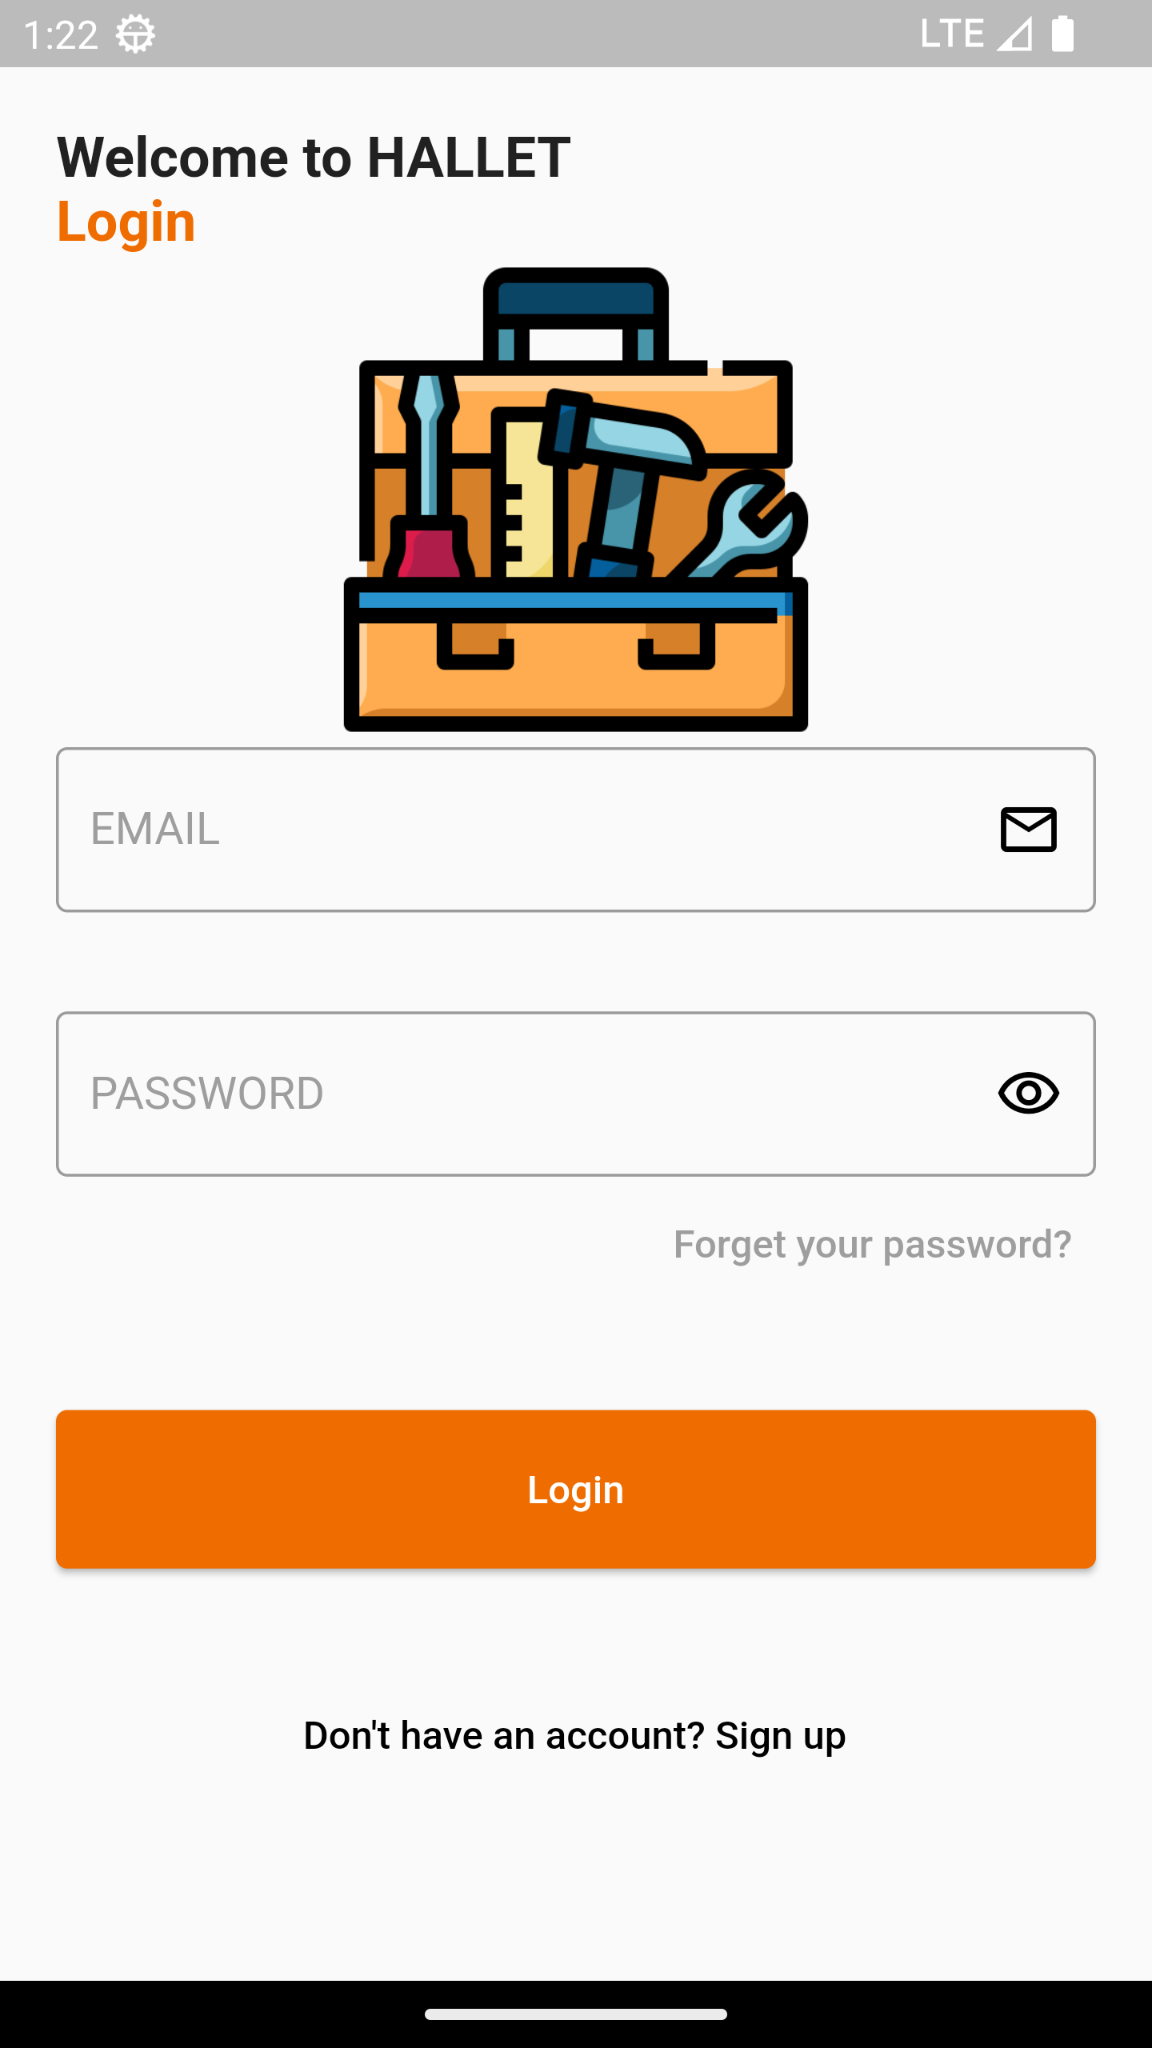 1:22 LTE
Welcome to HALLET
Login
EMAIL
PASSWORD
Forget your password?
Login
Don't have an account? Sign up